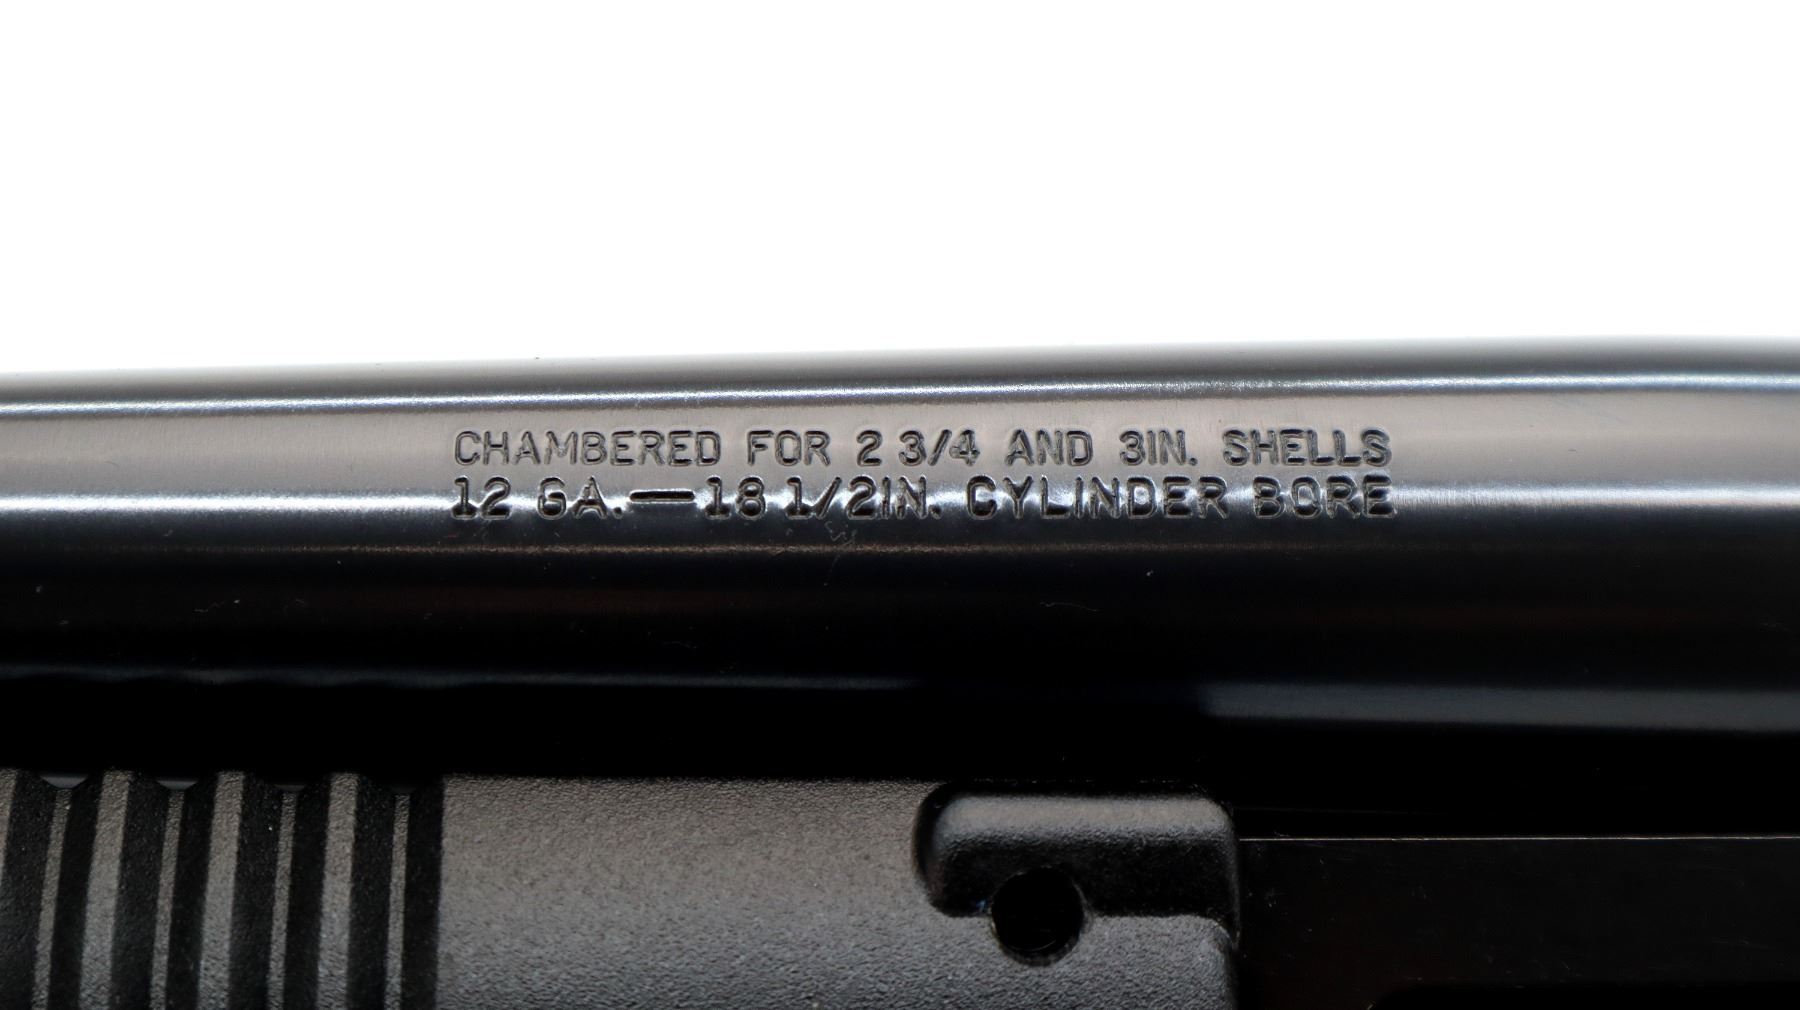 CHAMBERED FOR 2 3/4 AND 3IN. SHELLS
12 GA.—18 1/2IN. CYLINDER BORE